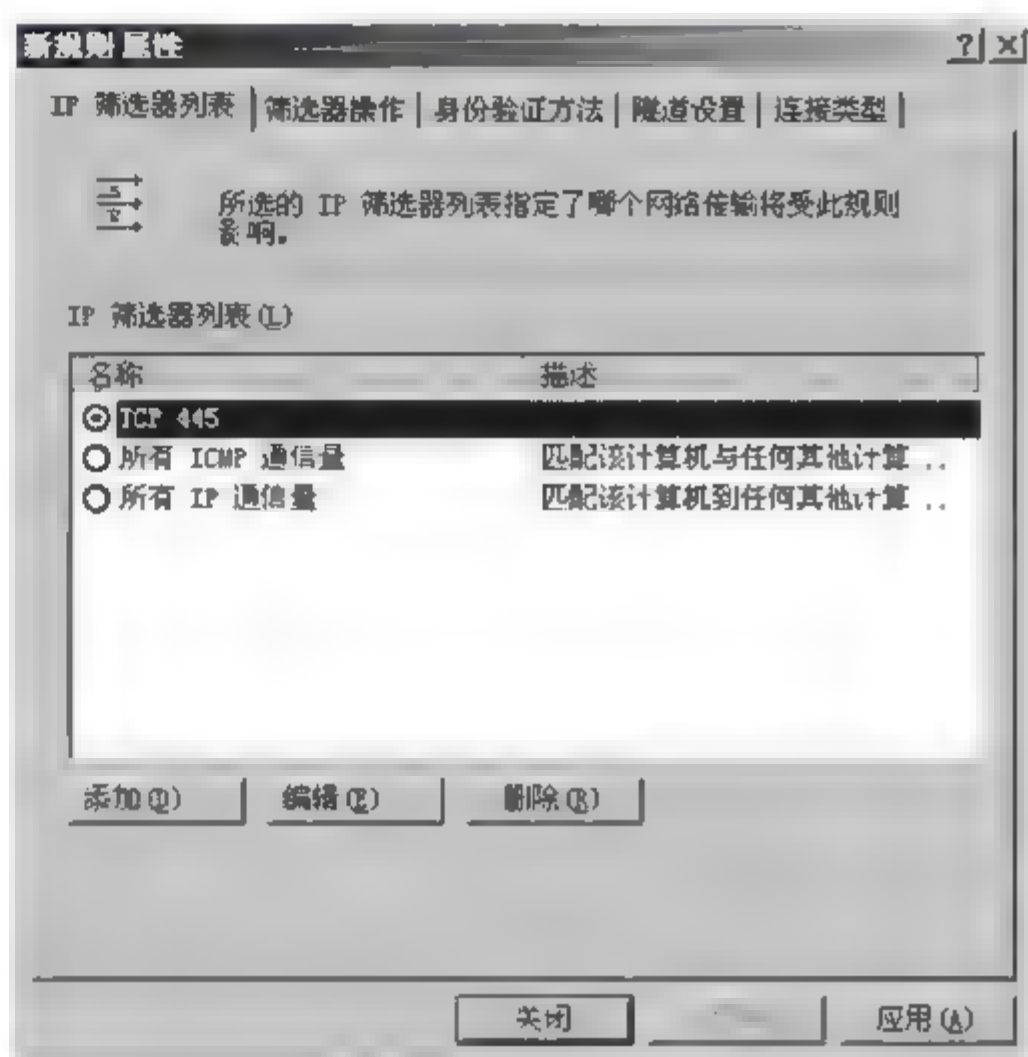 新规则 属性
IP 筛选器列表 筛选器操作 身份验证方法 隧道设置 连接类型
所选的 IP 筛选器列表指定了哪个网络传输将受此规则
影响。
IP 筛选器列表(L)
名称 描述
TCP 445
所有 ICMP 通信量 匹配该计算机与任何其他计算 ..
所有 IP 通信量 匹配该计算机到任何其他计算 ..
添加(D) 编辑(E) 删除(R)
关闭 应用(A)